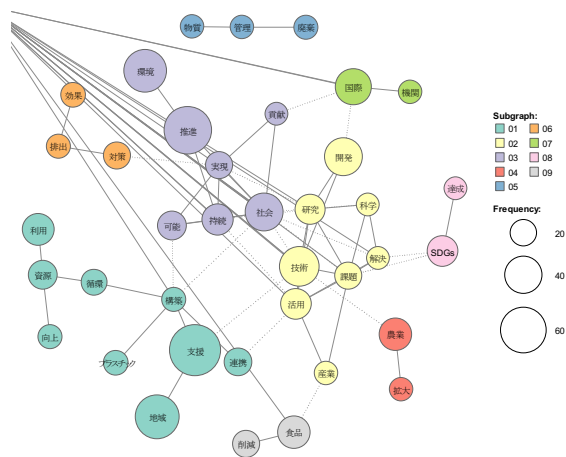 物質
管理
廃棄
環境
国際
機関
効果
推進
貢献
排出
対策
実現
開発
達成
利用
可能
持続
社会
研究
科学
資源
循環
構築
技術
課題
解決
SDGs
活用
向上
プラスチック
支援
連携
農業
産業
拡大
地域
食品
削減
Subgraph:
01 06
02 07
03 08
04 09
05
Frequency:
20
40
60